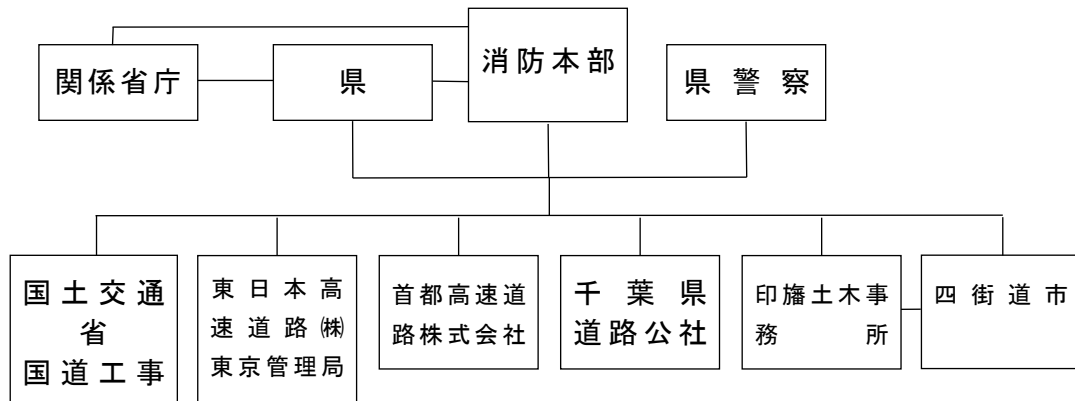 関係省庁
県
消防本部
県警察
国土交通
省
国道工事
東日本高
速道路㈱
東京管理局
首都高速道
路株式会社
千葉県
道路公社
印旛土木事
務所
四街道市